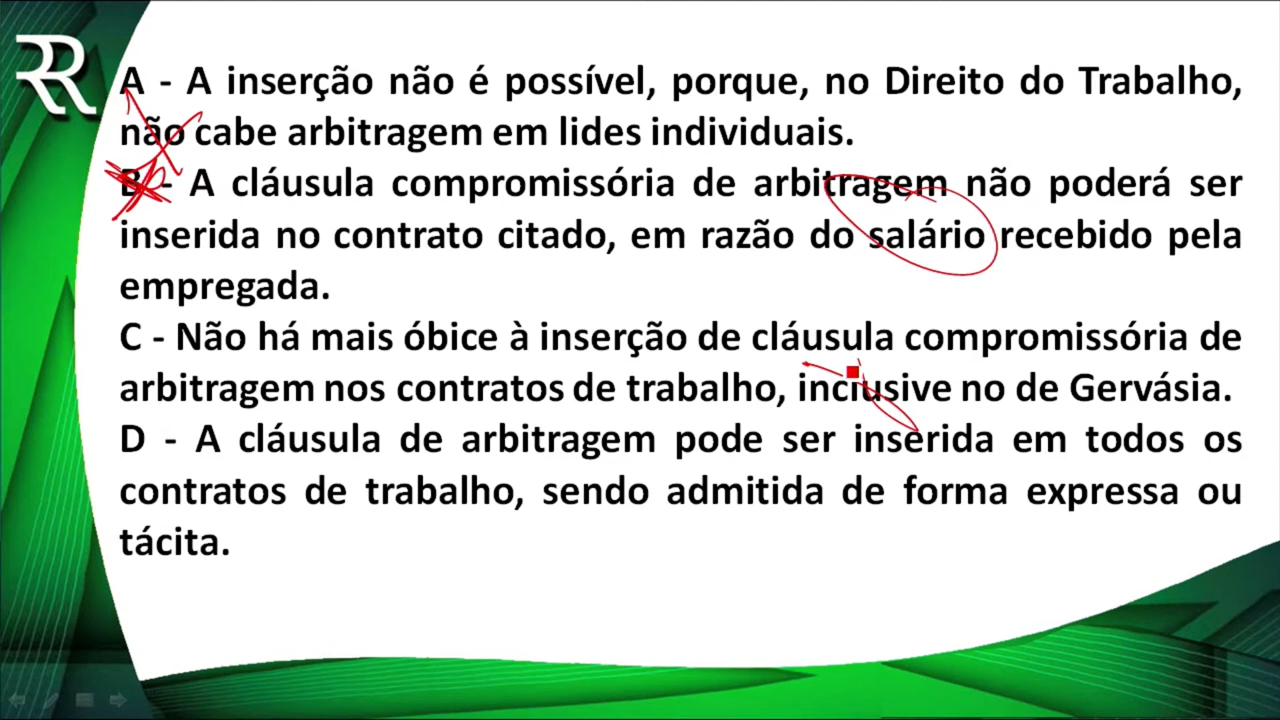 RR
A - A inserção não é possível, porque, no Direito do Trabalho,
não cabe arbitragem em lides individuais.
B - A cláusula compromissória de arbitragem não poderá ser
inserida no contrato citado, em razão do salário recebido pela
empregada.
C - Não há mais óbice à inserção de cláusula compromissória de
arbitragem nos contratos de trabalho, inclusive no de Gervásia.
D - A cláusula de arbitragem pode ser inserida em todos os
contratos de trabalho, sendo admitida de forma expressa ou
tácita.